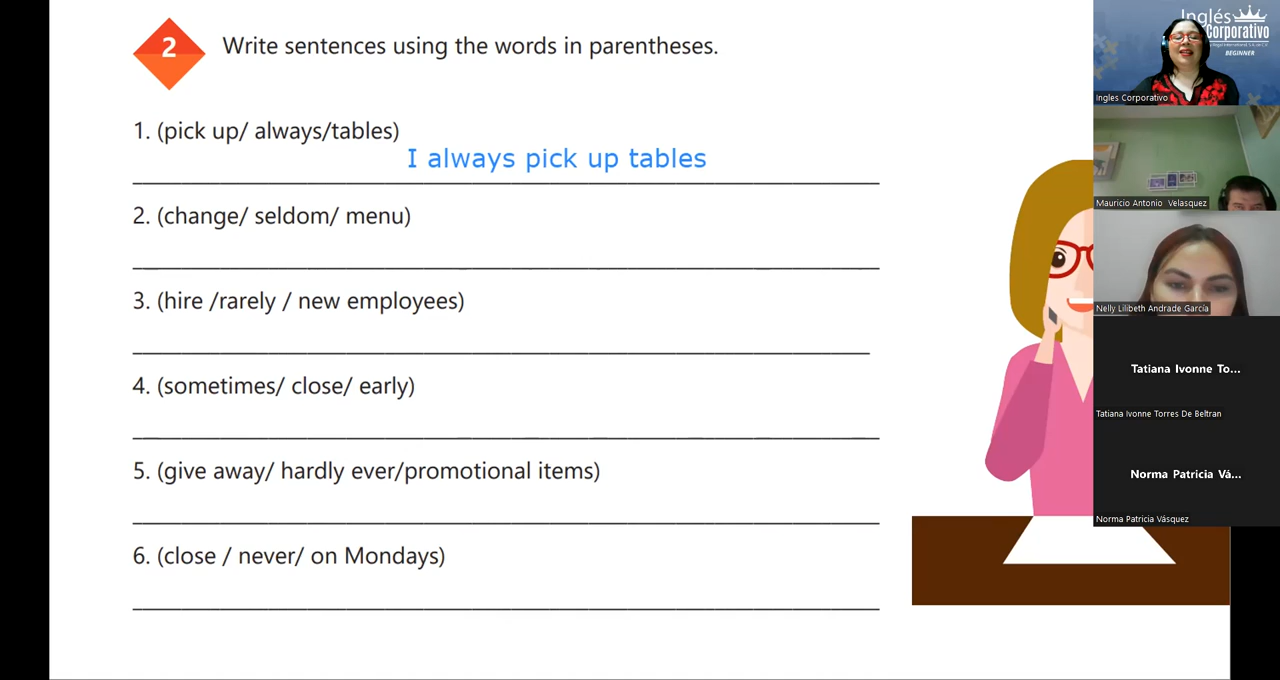 2 Write sentences using the words in parentheses.
1. (pick up/ always/tables)
I always pick up tables
2. (change/ seldom/ menu)
3. (hire /rarely / new employees)
4. (sometimes/ close/ early)
5. (give away/ hardly ever/promotional items)
6. (close / never/ on Mondays)
Inglés
Corporativo
BEGINNER
Ingles Corporativo
Mauricio Antonio Velasquez
Nelly Lilibeth Andrade García
Tatiana Ivonne To...
Tatiana Ivonne Torres De Beltran
Norma Patricia Vá...
Norma Patricia Vásquez